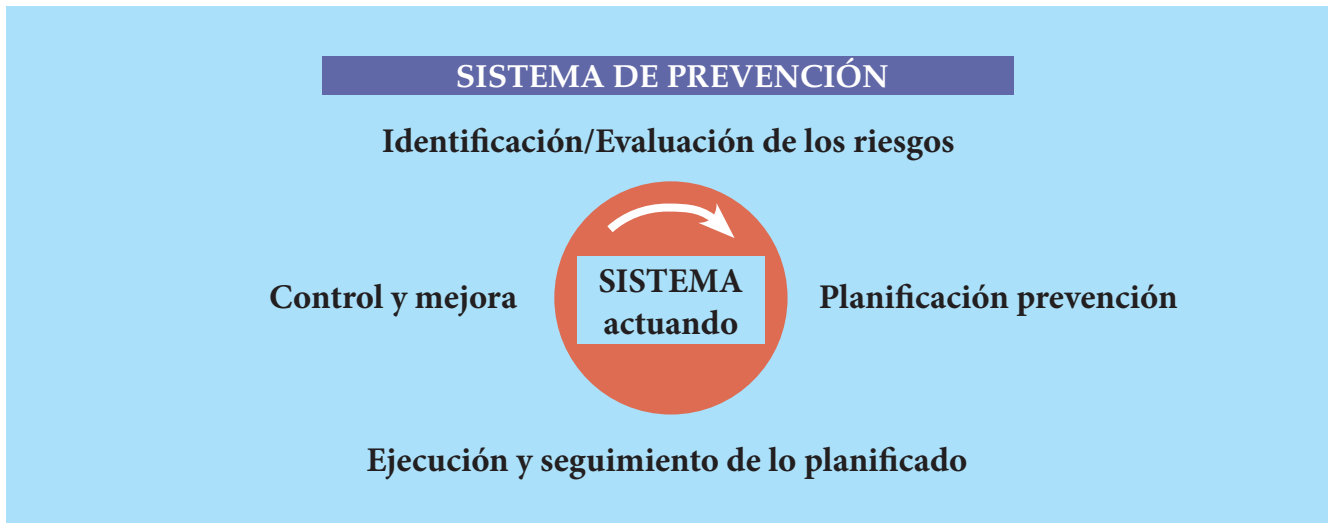 SISTEMA DE PREVENCIÓN
Identificación/Evaluación de los riesgos
Control y mejora
SISTEMA
actuando
Planificación prevención
Ejecución y seguimiento de lo planificado